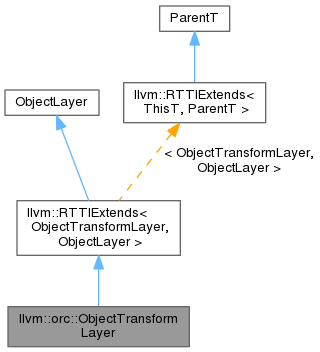 ParentT
ObjectLayer
llvm::RTTIExtends<
ThisT, ParentT >
< ObjectTransformLayer,
ObjectLayer >
llvm::RTTIExtends<
ObjectTransformLayer,
ObjectLayer >
llvm::orc::ObjectTransform
Layer